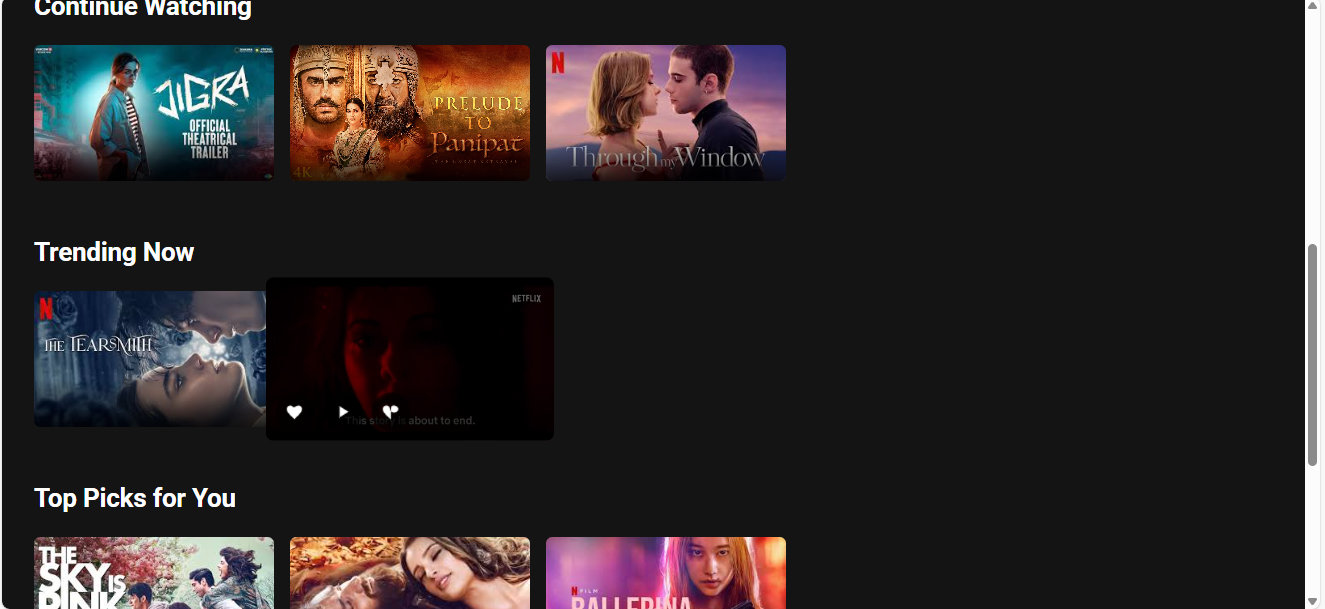 Continue Watching
JIGRA
OFFICIAL
THEATRICAL
TRAILER
PRELUDE
TO
Panipat
4K
N
Through my Window
Trending Now
N
THE TEARSMITH
NETFLIX
This story is about to end.
Top Picks for You
THE
SKY IS
PINK
N FILM
BALLERINA